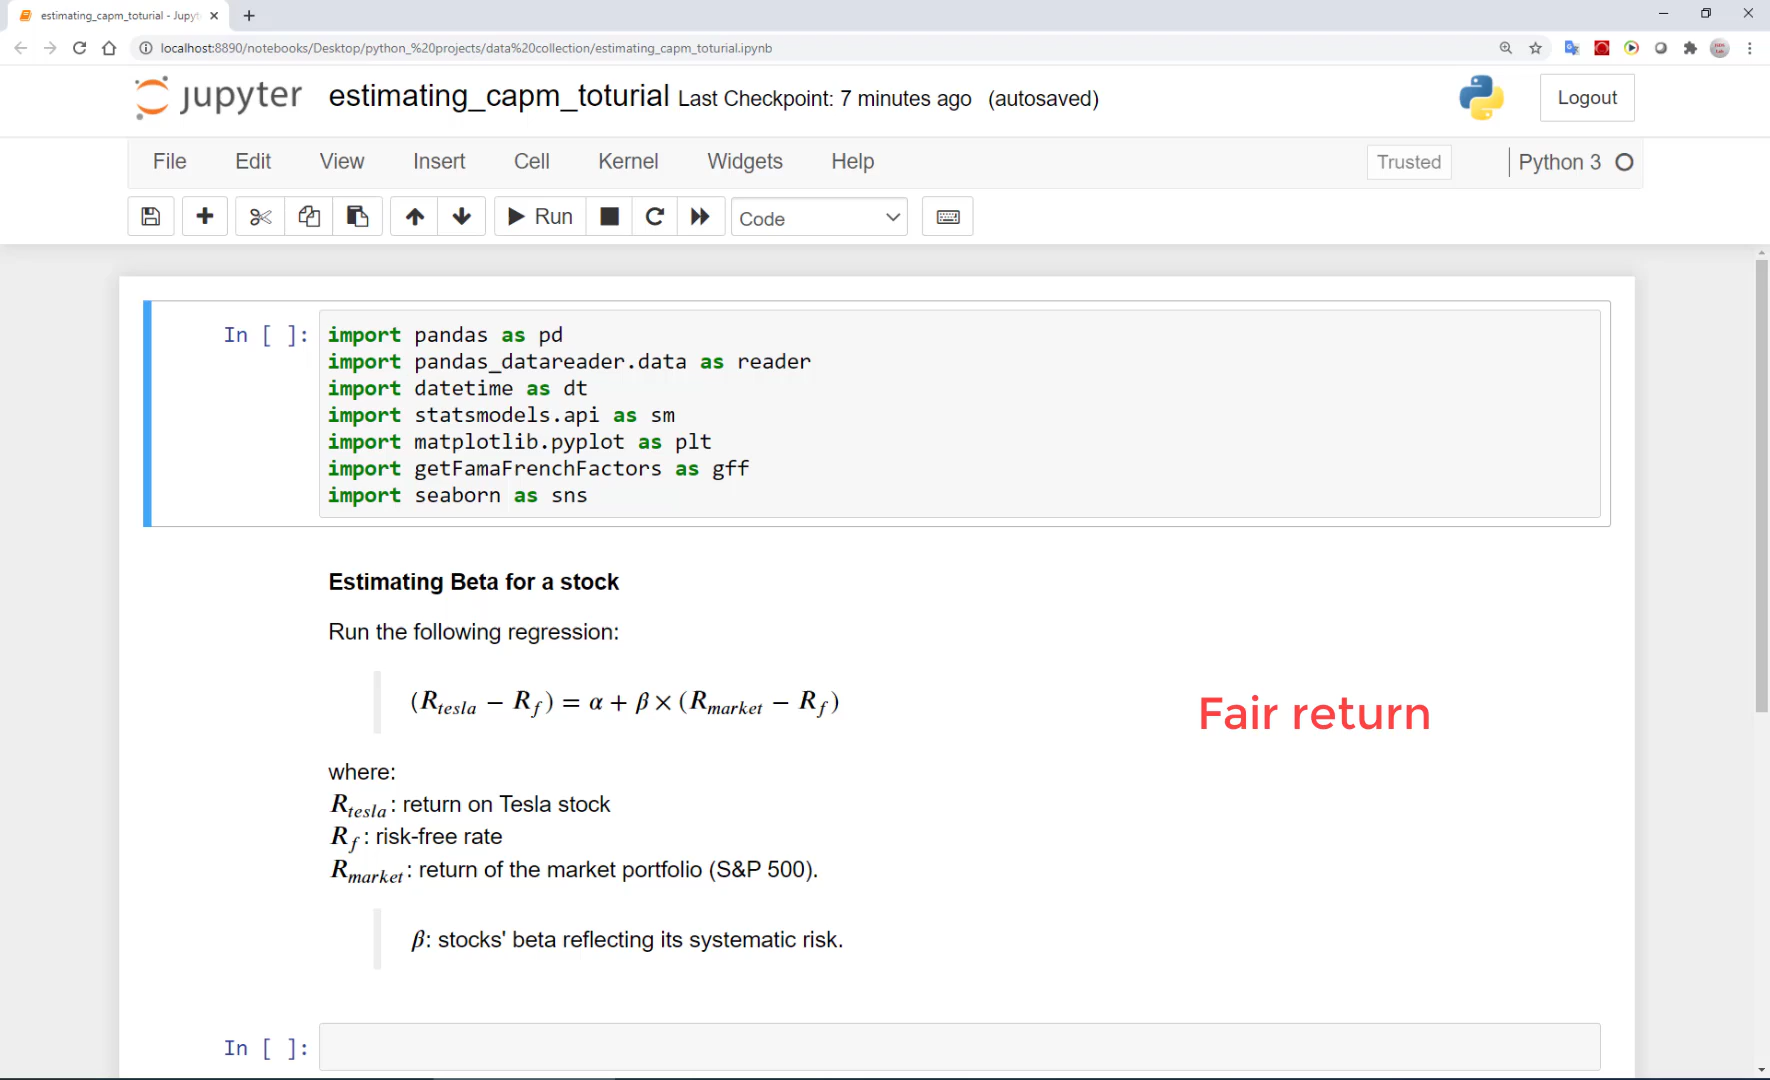 estimating_capm_toturial - Jupyt
localhost:8890/notebooks/Desktop/python_%20projects/data%20collection/estimating_capm_toturial.ipynb
jupyter estimating_capm_toturial Last Checkpoint: 7 minutes ago (autosaved)
Logout
File Edit View Insert Cell Kernel Widgets Help
Trusted
Python 3
Run
Code
In [ ]:
import pandas as pd
import pandas_datareader.data as reader
import datetime as dt
import statsmodels.api as sm
import matplotlib.pyplot as plt
import getFamaFrenchFactors as gff
import seaborn as sns
Estimating Beta for a stock
Run the following regression:
(R_tesla − R_f) = α + β × (R_market − R_f)
Fair return
where:
R_tesla: return on Tesla stock
R_f: risk-free rate
R_market: return of the market portfolio (S&P 500).
β: stocks' beta reflecting its systematic risk.
In [ ]: